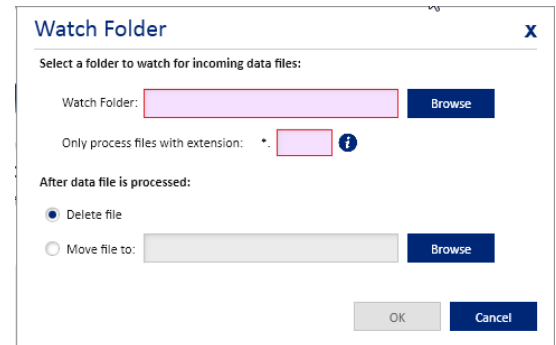 Watch Folder x
Select a folder to watch for incoming data files:
Watch Folder: Browse
Only process files with extension: *. i
After data file is processed:
Delete file
Move file to: Browse
OK Cancel